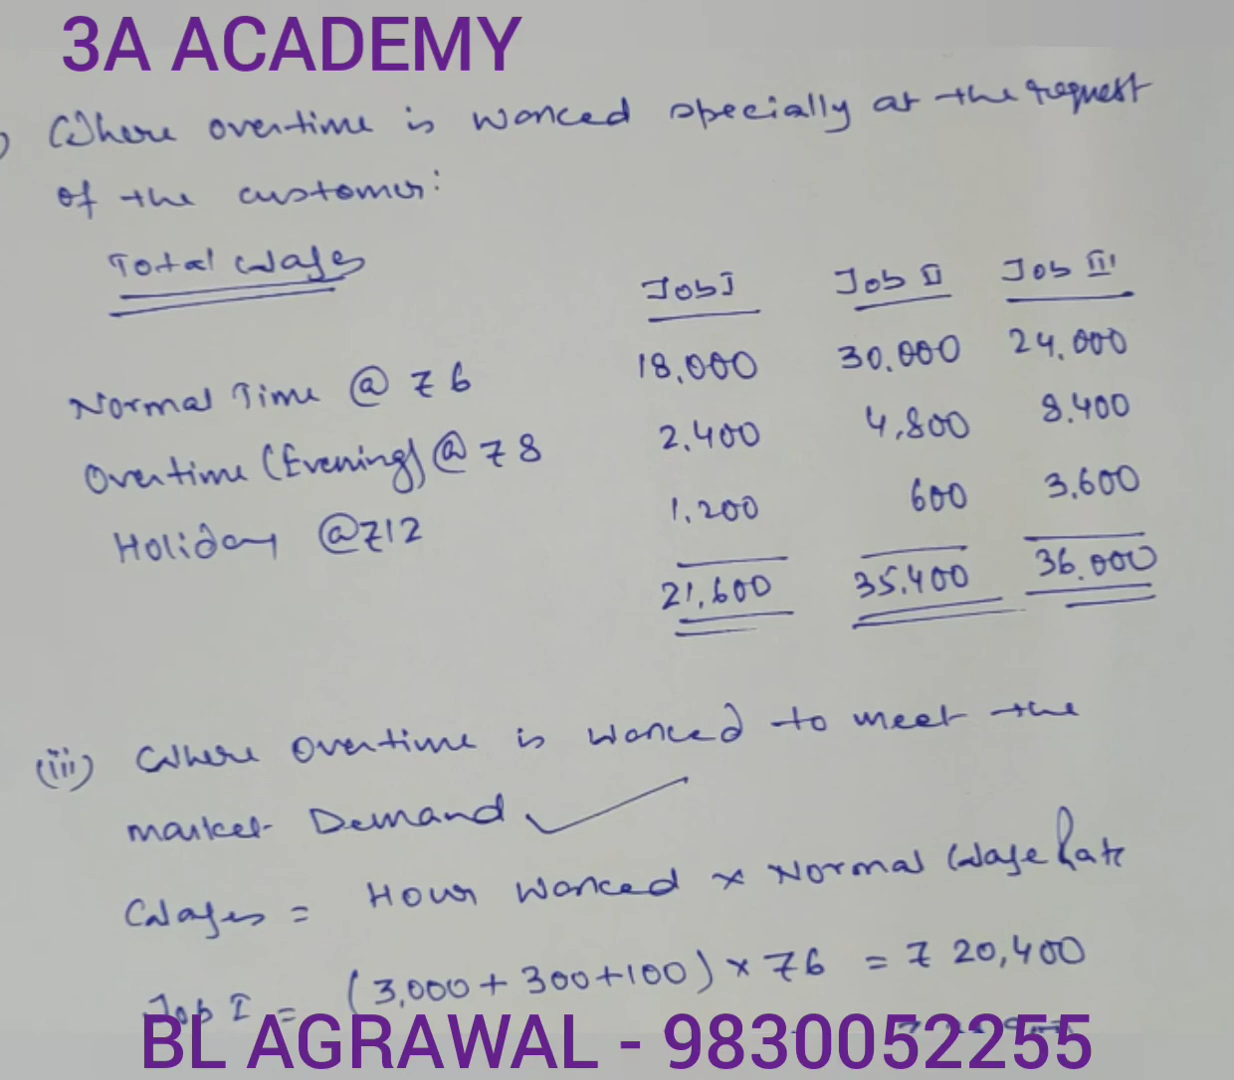 3A ACADEMY
Where overtime is worked specially at the request
of the customer:
Total Wages
Job I Job II Job III
Normal Time @ ₹6 18,000 30,000 24,000
Overtime (Evening) @ ₹8 2,400 4,800 8,400
Holiday @ ₹12 1,200 600 3,600
21,600 35,400 36,000
(iii) Where overtime is worked to meet the
market Demand ✓
Wages = Hour worked × Normal Wage Rate
Job I = (3,000 + 300 + 100) × ₹6 = ₹ 20,400
BL AGRAWAL - 9830052255